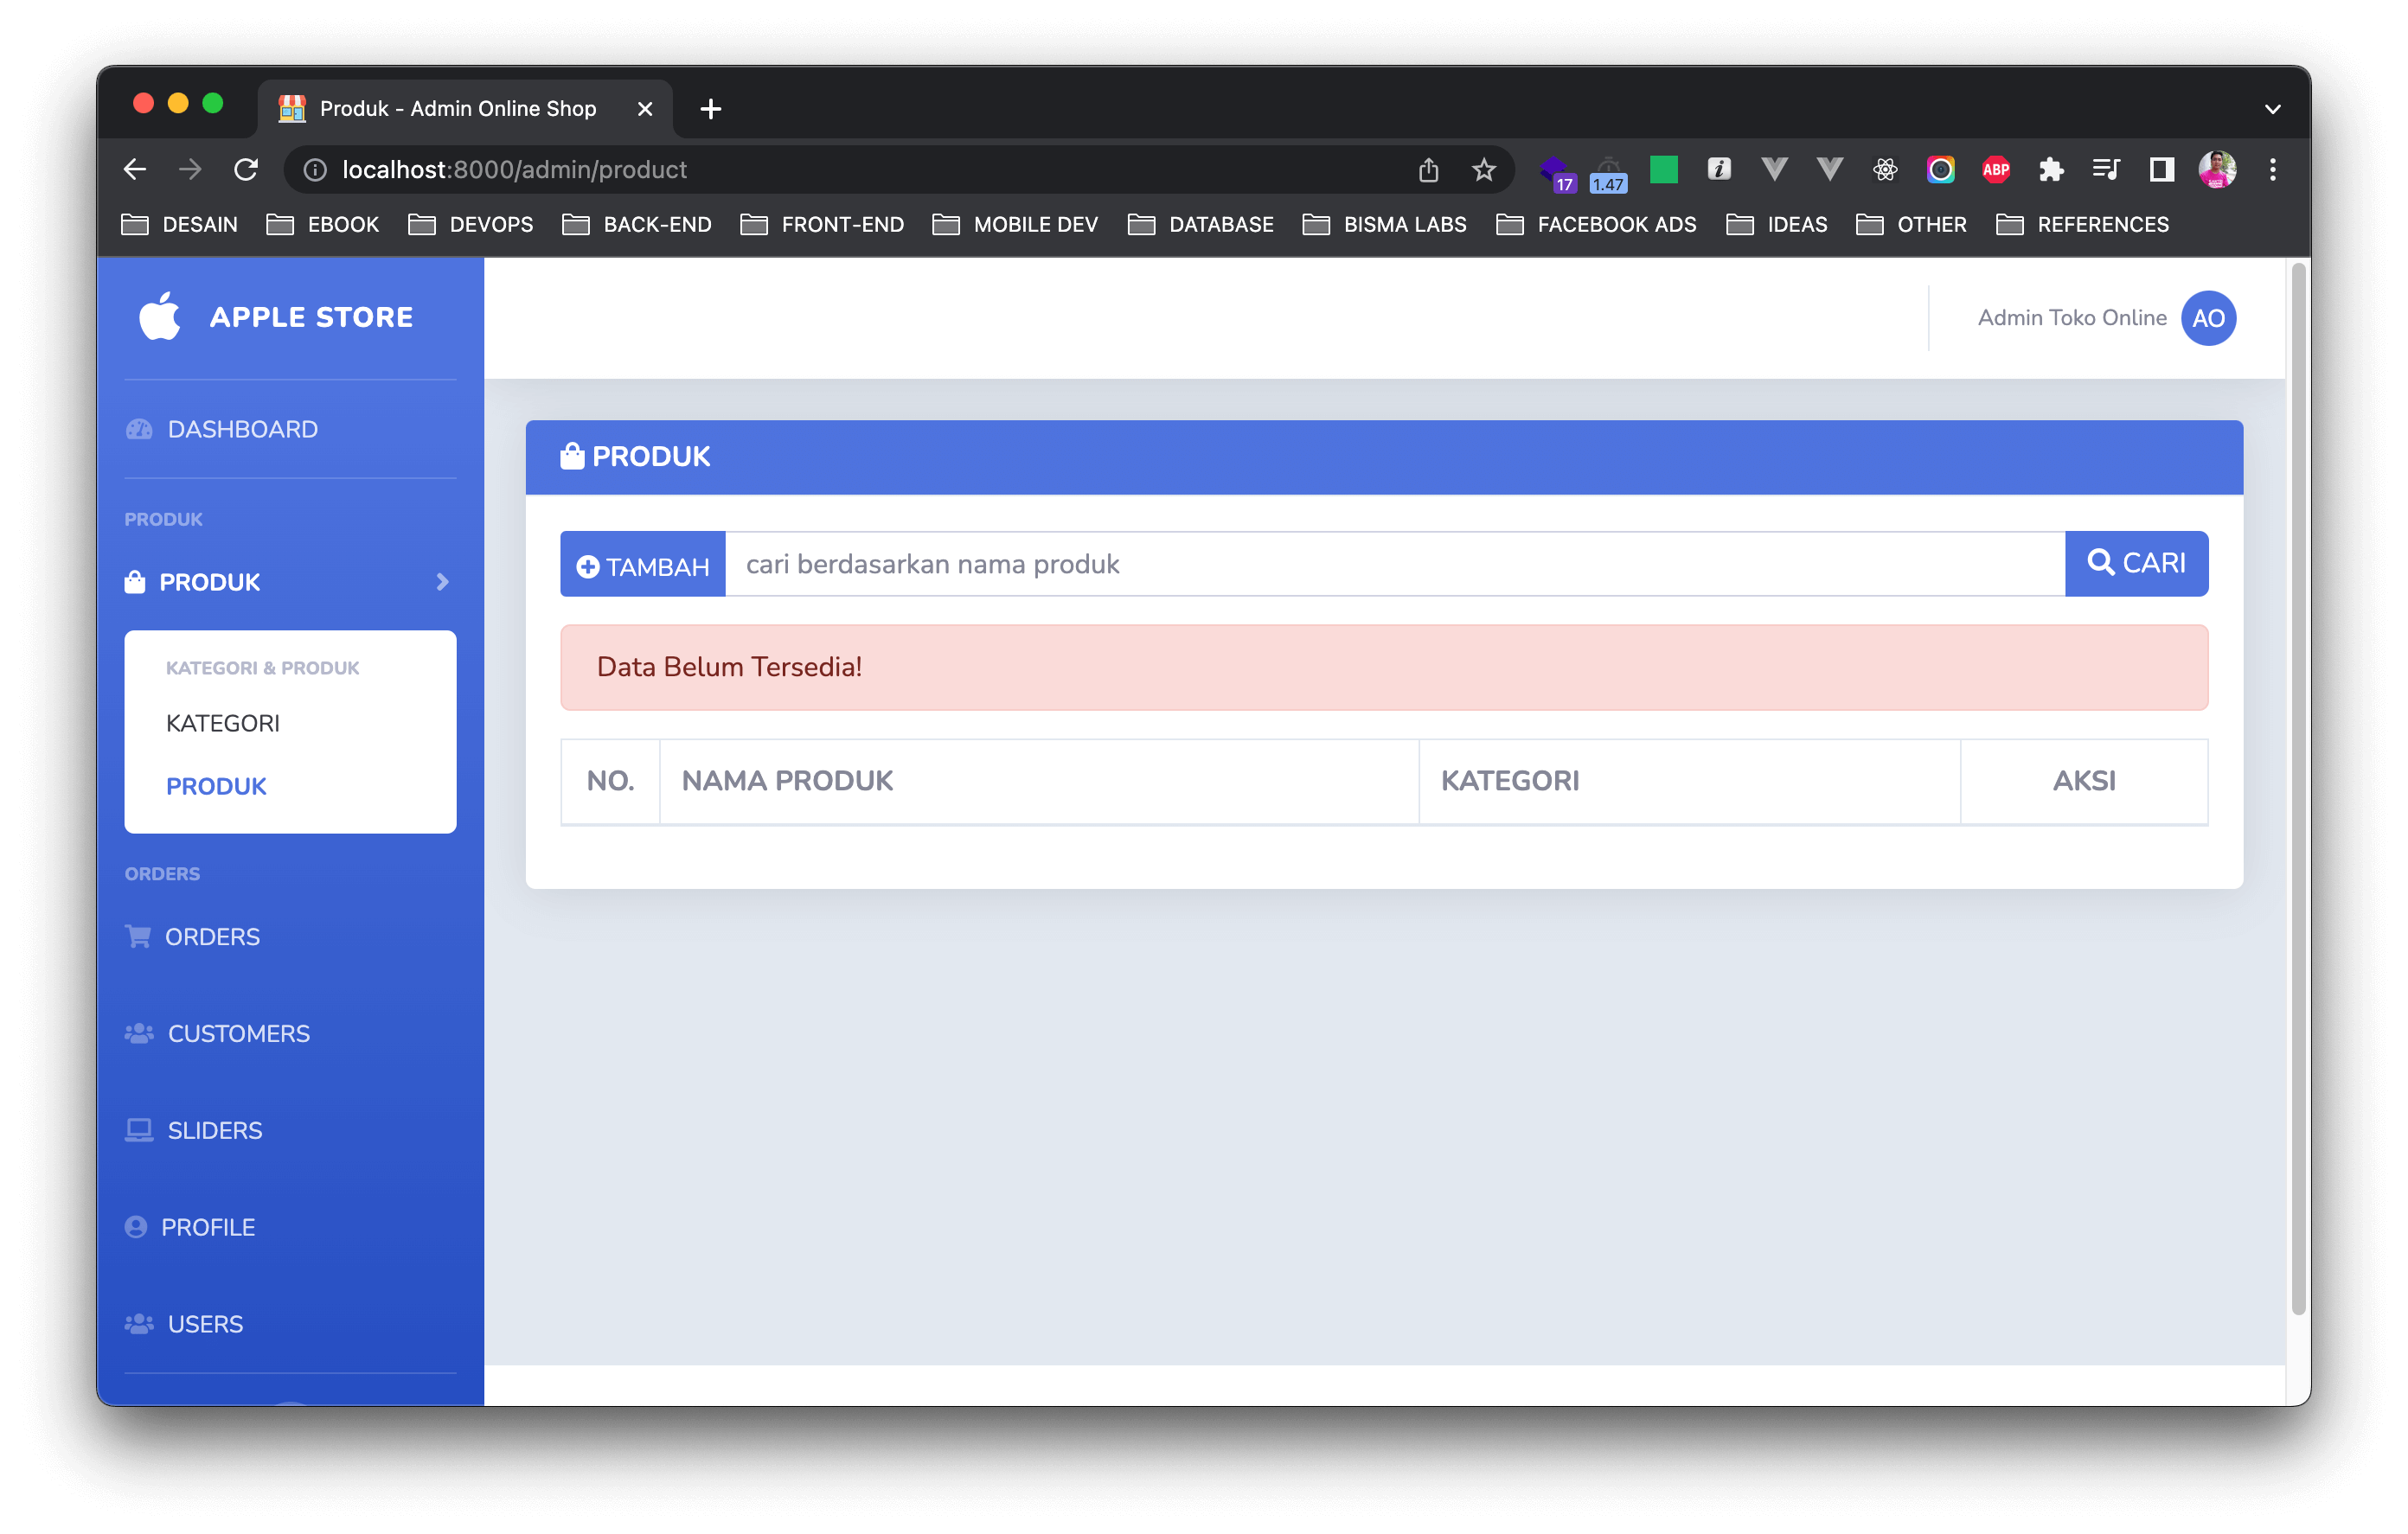 Produk - Admin Online Shop
localhost:8000/admin/product
17
1.47
ABP
DESAIN
EBOOK
DEVOPS
BACK-END
FRONT-END
MOBILE DEV
DATABASE
BISMA LABS
FACEBOOK ADS
IDEAS
OTHER
REFERENCES
APPLE STORE
Admin Toko Online
AO
DASHBOARD
PRODUK
PRODUK
KATEGORI & PRODUK
KATEGORI
PRODUK
ORDERS
ORDERS
CUSTOMERS
SLIDERS
PROFILE
USERS
PRODUK
TAMBAH
cari berdasarkan nama produk
CARI
Data Belum Tersedia!
NO.
NAMA PRODUK
KATEGORI
AKSI